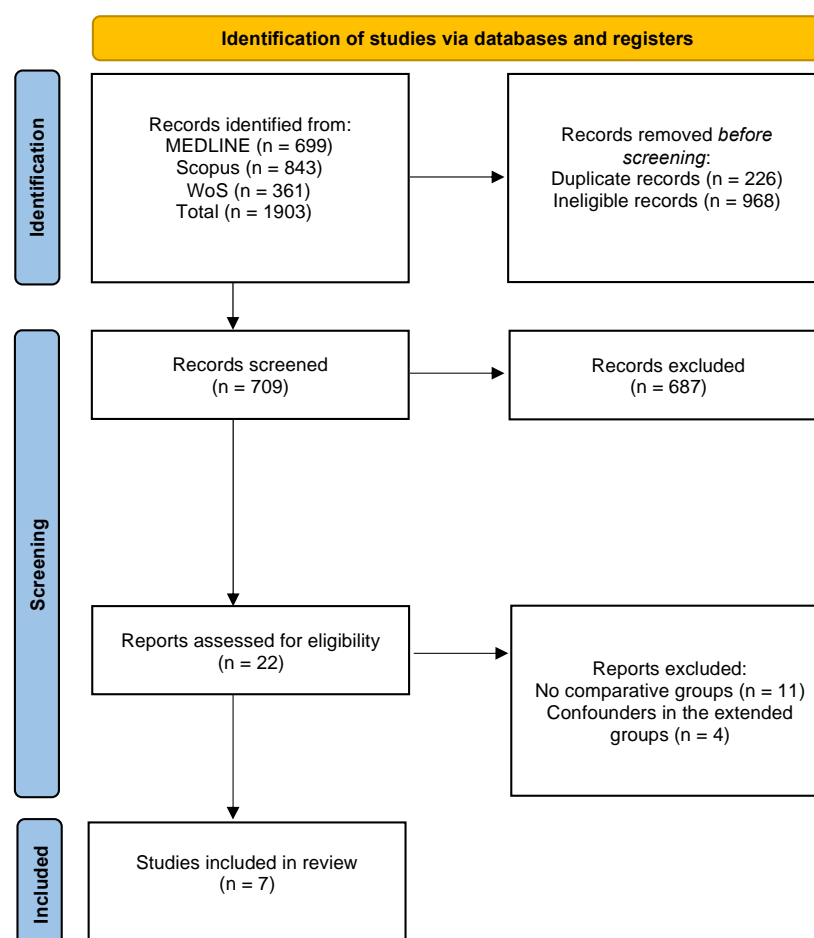 Identification of studies via databases and registers
Identification
Records identified from:
MEDLINE (n = 699)
Scopus (n = 843)
WoS (n = 361)
Total (n = 1903)
Records removed before
screening:
Duplicate records (n = 226)
Ineligible records (n = 968)
Screening
Records screened
(n = 709)
Records excluded
(n = 687)
Reports assessed for eligibility
(n = 22)
Reports excluded:
No comparative groups (n = 11)
Confounders in the extended
groups (n = 4)
Included
Studies included in review
(n = 7)